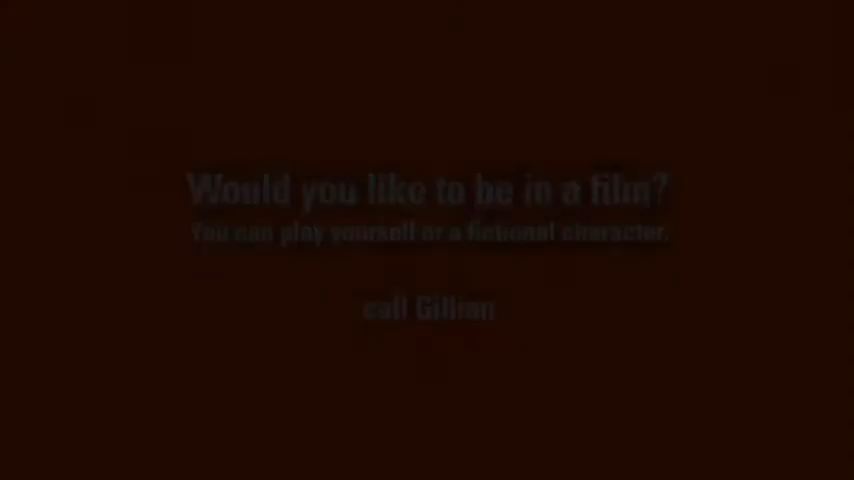 Would you like to be in a film?
You can play yourself or a fictional character.
call Gillian